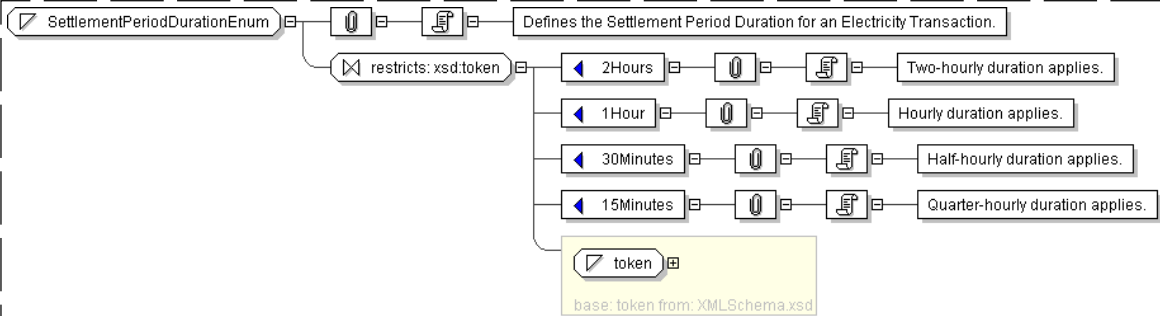 SettlementPeriodDurationEnum
Defines the Settlement Period Duration for an Electricity Transaction.
restricts: xsd:token
2Hours
Two-hourly duration applies.
1Hour
Hourly duration applies.
30Minutes
Half-hourly duration applies.
15Minutes
Quarter-hourly duration applies.
token
base: token from: XMLSchema.xsd